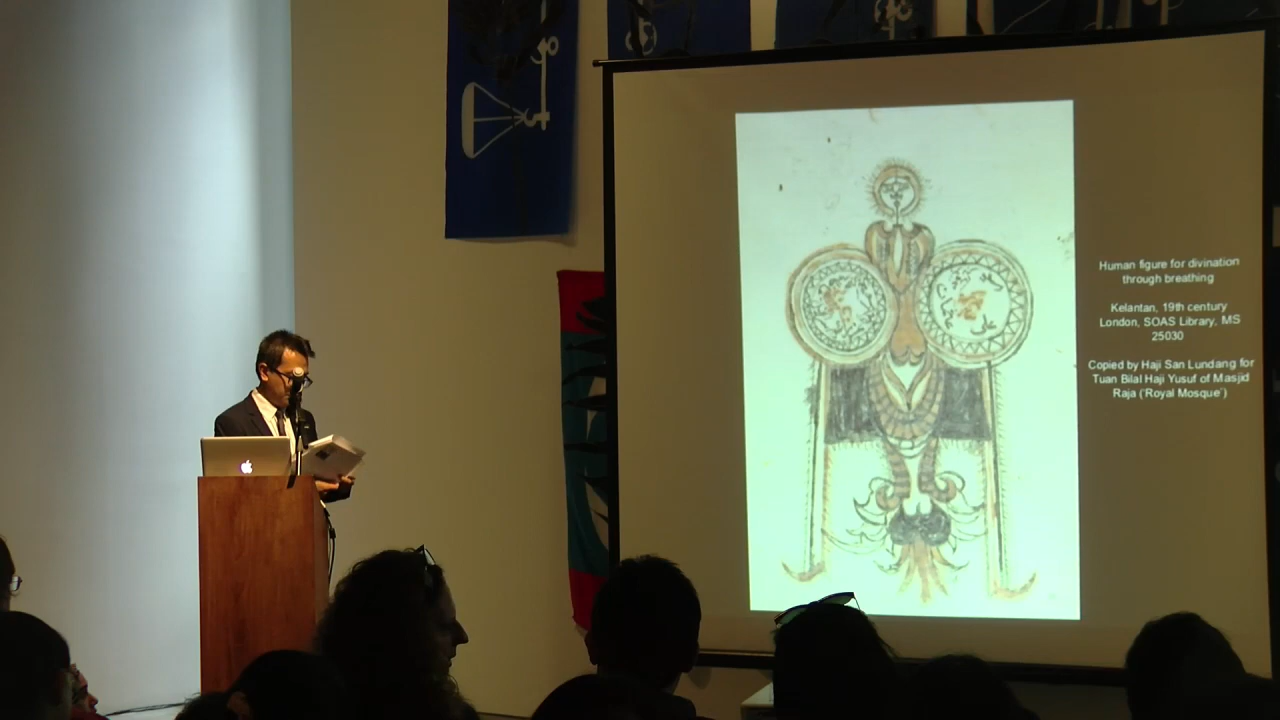 Human figure for divination
through breathing
Kelantan, 19th century
London, SOAS Library, MS
25030
Copied by Haji San Lundang for
Tuan Bilal Haji Yusuf of Masjid
Raja ('Royal Mosque')